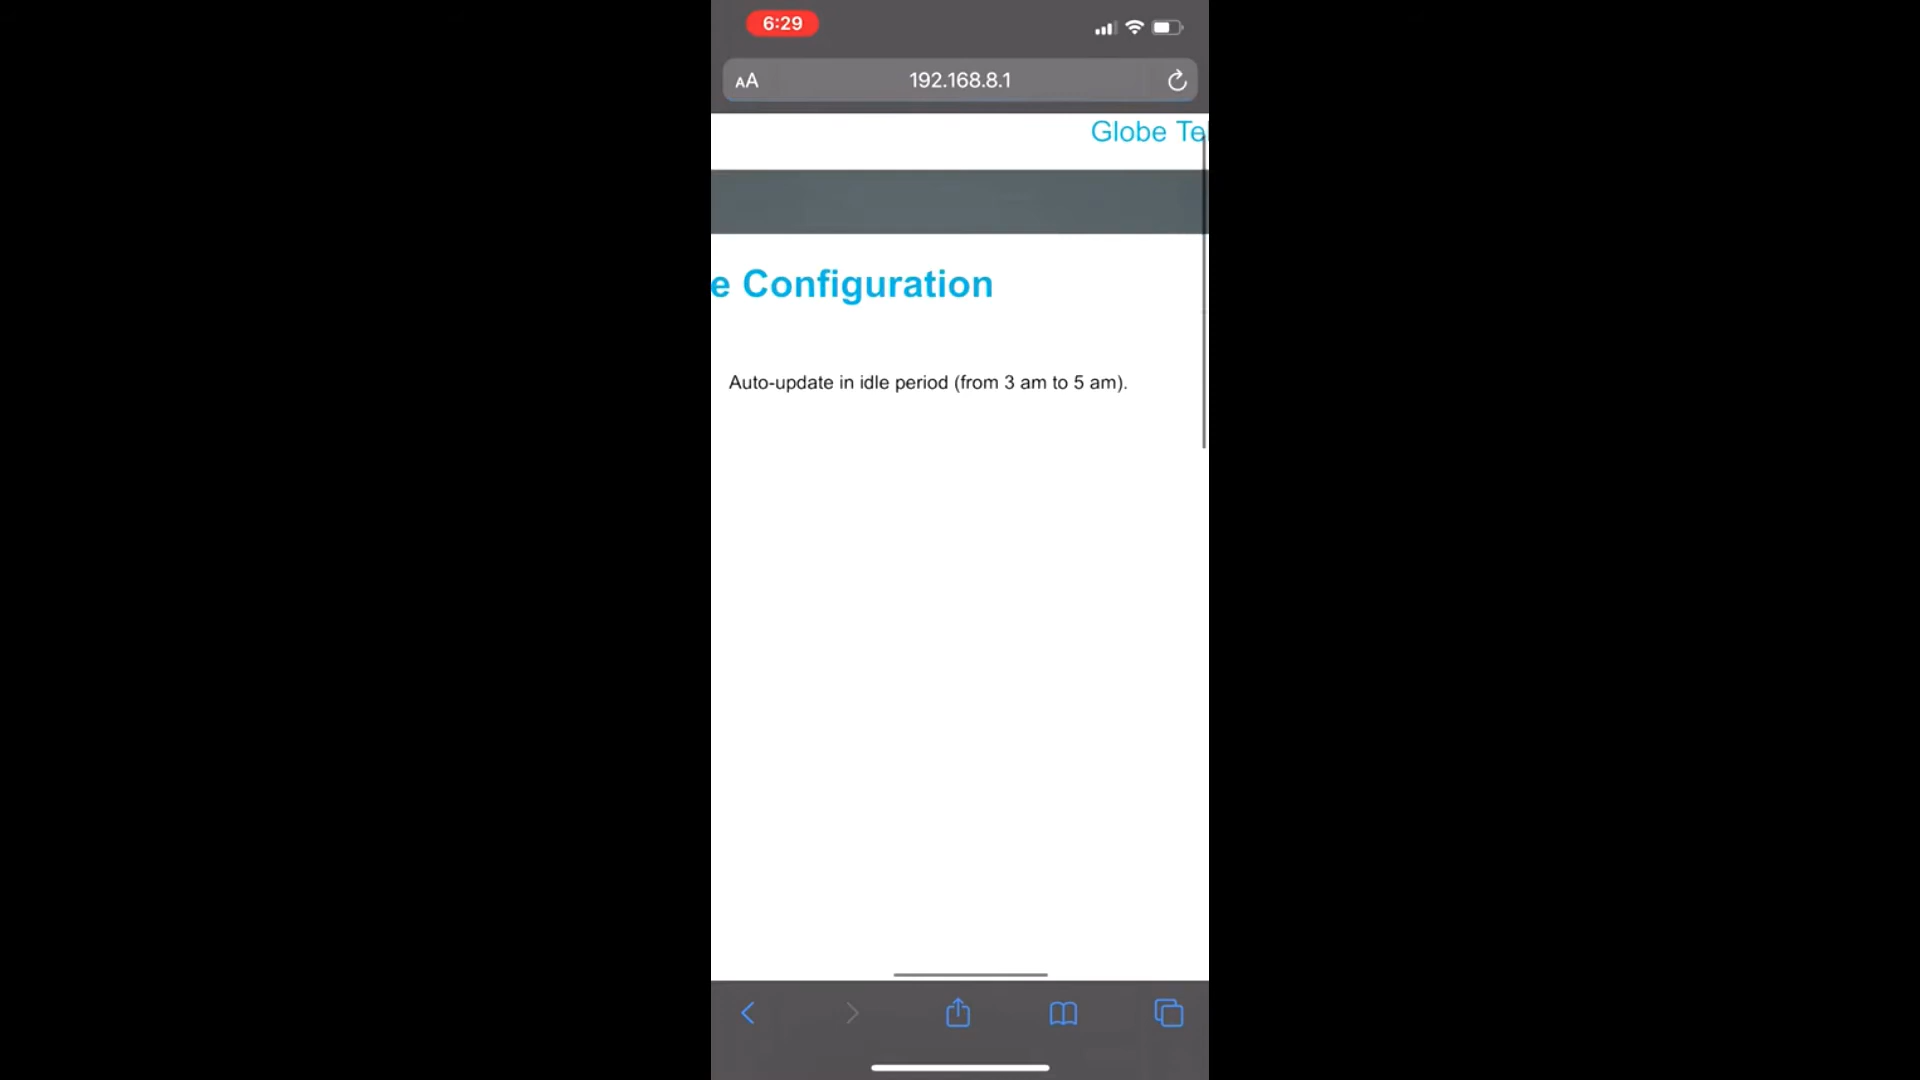 6:29
AA 192.168.8.1
Globe Te
e Configuration
Auto-update in idle period (from 3 am to 5 am).